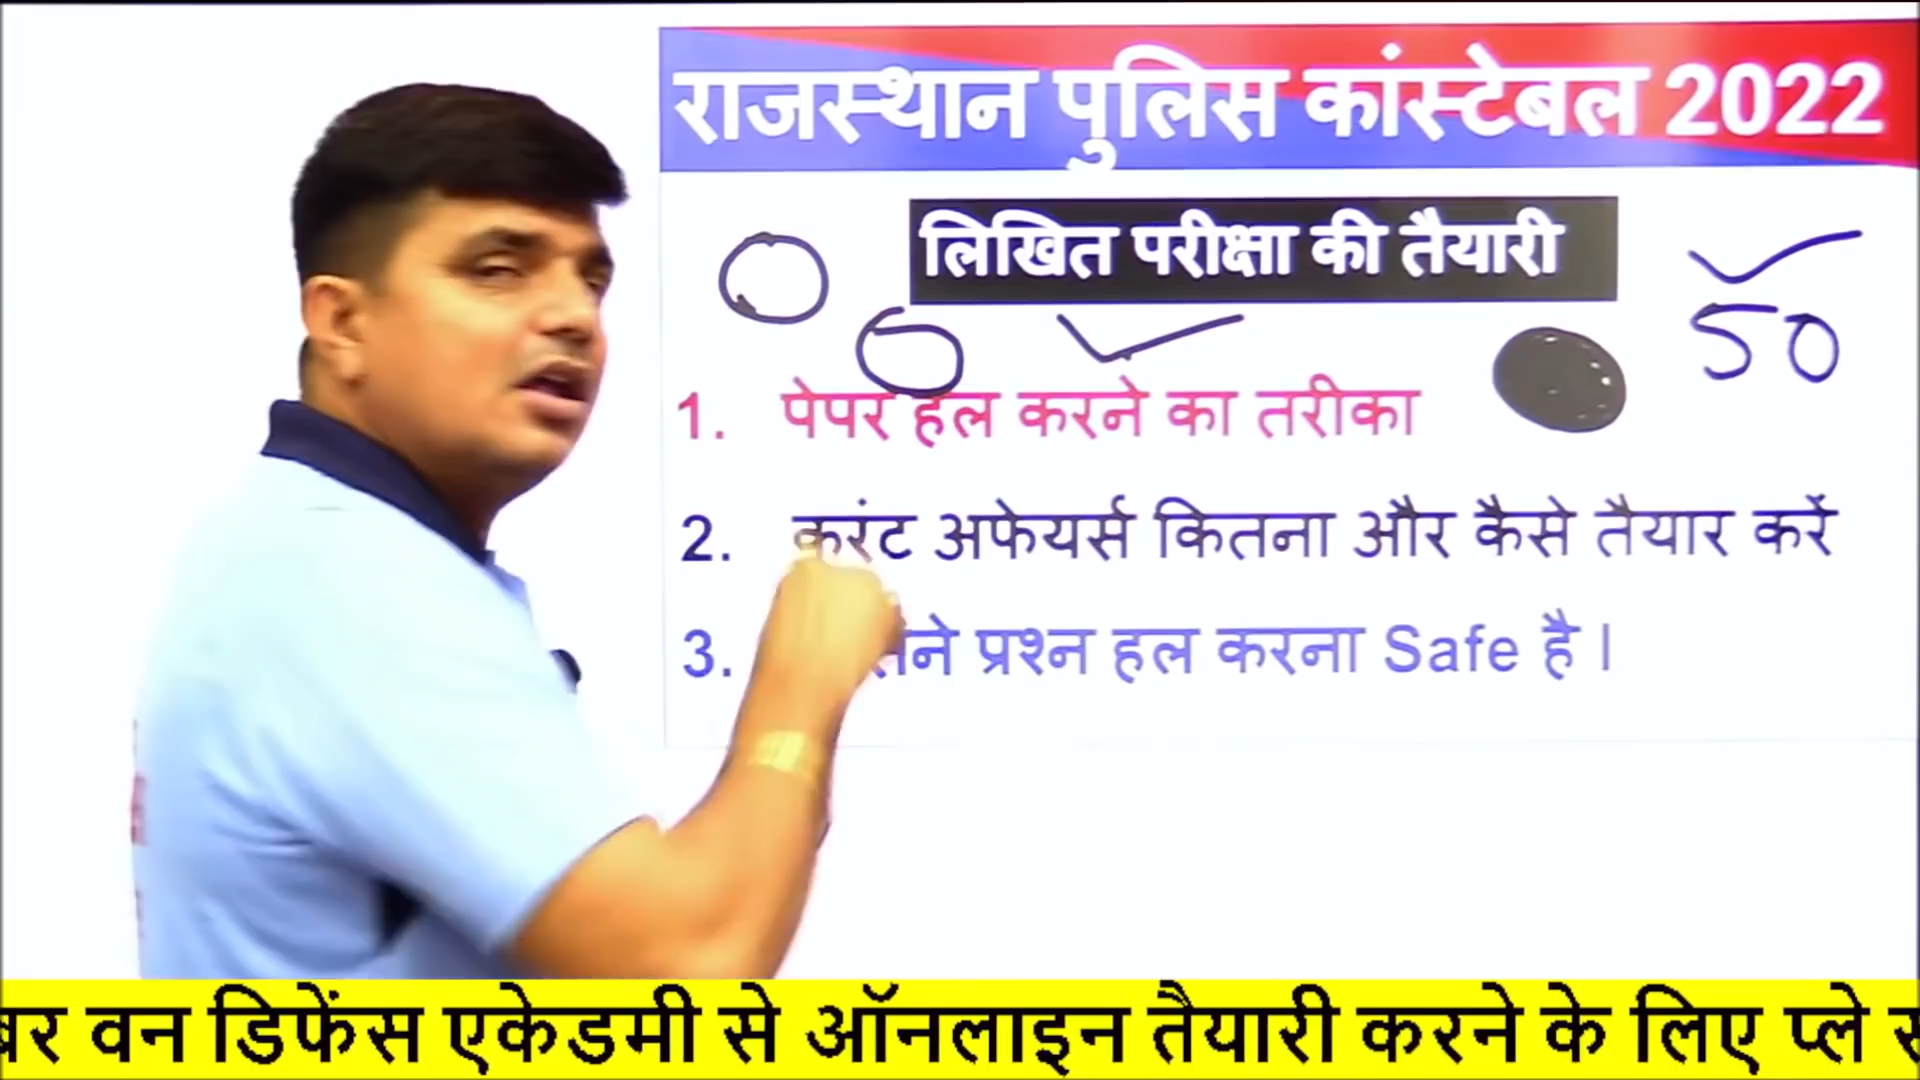 राजस्थान पुलिस कांस्टेबल 2022
लिखित परीक्षा की तैयारी
50
1. पेपर हल करने का तरीका
2. करंट अफेयर्स कितना और कैसे तैयार करें
3. प्रश्न हल करना Safe है।
वन डिफेंस एकेडमी से ऑनलाइन तैयारी करने के लिए प्ले